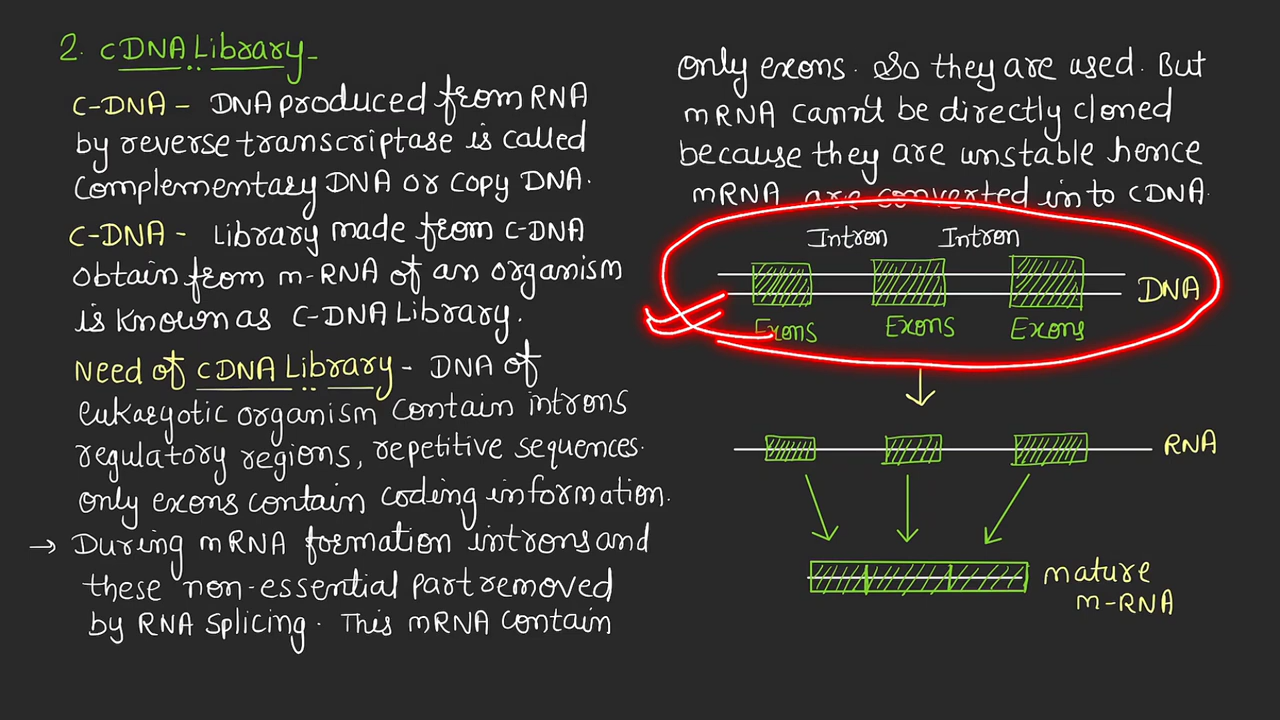 2. cDNA Library -
C-DNA - DNA produced from RNA
by reverse transcriptase is called
complementary DNA or copy DNA.
C-DNA - Library made from C-DNA
obtain from m-RNA of an organism
is known as C-DNA Library.
Need of cDNA Library - DNA of
eukaryotic organism contain introns
regulatory regions, repetitive sequences.
only exons contain coding information.
→ During mRNA formation introns and
these non-essential part removed
by RNA splicing. This mRNA contain
only exons. So they are used. But
mRNA cann't be directly cloned
because they are unstable hence
mRNA are converted in to CDNA.
Intron Intron
DNA
Exons Exons Exons
RNA
mature
m-RNA